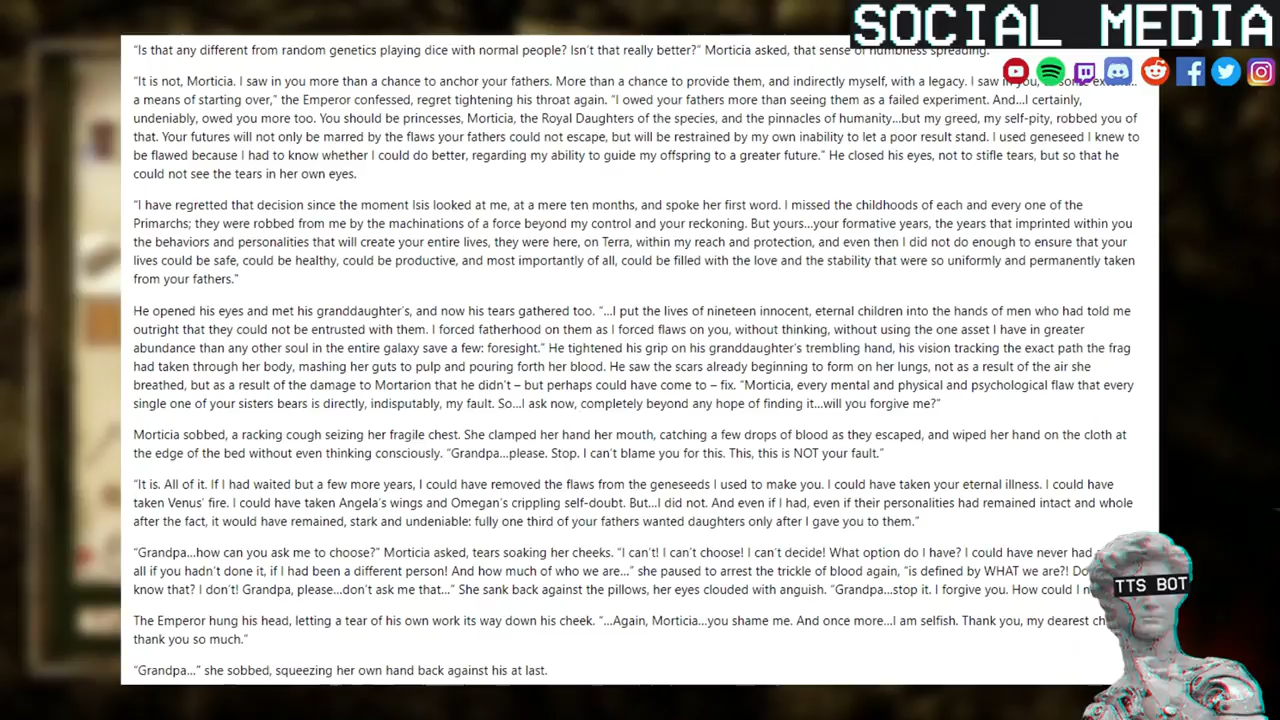 SOCIAL MEDIA
“Is that any different from random genetics playing dice with normal people? Isn’t that really better?” Morticia asked, that sense of numbness spreading.
“It is not, Morticia. I saw in you more than a chance to anchor your fathers. More than a chance to provide them, and indirectly myself, with a legacy. I saw in you, to some extent…
a means of starting over,” the Emperor confessed, regret tightening his throat again. “I owed your fathers more than seeing them as a failed experiment. And…I certainly,
undeniably, owed you more too. You should be princesses, Morticia, the Royal Daughters of the species, and the pinnacles of humanity…but my greed, my self-pity, robbed you of
that. Your futures will not only be marred by the flaws your fathers could not escape, but will be restrained by my own inability to let a poor result stand. I used geneseed I knew to
be flawed because I had to know whether I could do better, regarding my ability to guide my offspring to a greater future.” He closed his eyes, not to stifle tears, but so that he
could not see the tears in her own eyes.
“I have regretted that decision since the moment Isis looked at me, at a mere ten months, and spoke her first word. I missed the childhoods of each and every one of the
Primarchs; they were robbed from me by the machinations of a force beyond my control and your reckoning. But yours…your formative years, the years that imprinted within you
the behaviors and personalities that will create your entire lives, they were here, on Terra, within my reach and protection, and even then I did not do enough to ensure that your
lives could be safe, could be healthy, could be productive, and most importantly of all, could be filled with the love and the stability that were so uniformly and permanently taken
from your fathers.”
He opened his eyes and met his granddaughter’s, and now his tears gathered too. “…I put the lives of nineteen innocent, eternal children into the hands of men who had told me
outright that they could not be entrusted with them. I forced fatherhood on them as I forced flaws on you, without thinking, without using the one asset I have in greater
abundance than any other soul in the entire galaxy save a few: foresight.” He tightened his grip on his granddaughter’s trembling hand, his vision tracking the exact path the frag
had taken through her body, mashing her guts to pulp and pouring forth her blood. He saw the scars already beginning to form on her lungs, not as a result of the air she
breathed, but as a result of the damage to Mortarion that he didn’t – but perhaps could have come to – fix. “Morticia, every mental and physical and psychological flaw that every
single one of your sisters bears is directly, indisputably, my fault. So…I ask now, completely beyond any hope of finding it…will you forgive me?”
Morticia sobbed, a racking cough seizing her fragile chest. She clamped her hand her mouth, catching a few drops of blood as they escaped, and wiped her hand on the cloth at
the edge of the bed without even thinking consciously. “Grandpa…please. Stop. I can’t blame you for this. This, this is NOT your fault.”
“It is. All of it. If I had waited but a few more years, I could have removed the flaws from the geneseeds I used to make you. I could have taken your eternal illness. I could have
taken Venus’ fire. I could have taken Angela’s wings and Omegan’s crippling self-doubt. But…I did not. And even if I had, even if their personalities had remained intact and whole
after the fact, it would have remained, stark and undeniable: fully one third of your fathers wanted daughters only after I gave you to them.”
“Grandpa…how can you ask me to choose?” Morticia asked, tears soaking her cheeks. “I can’t! I can’t choose! I can’t decide! What option do I have? I could have never had
all if you hadn’t done it, if I had been a different person! And how much of who we are…” she paused to arrest the trickle of blood again, “is defined by WHAT we are?! Do
know that? I don’t! Grandpa, please…don’t ask me that…” She sank back against the pillows, her eyes clouded with anguish. “Grandpa…stop it. I forgive you. How could I
The Emperor hung his head, letting a tear of his own work its way down his cheek. “…Again, Morticia…you shame me. And once more…I am selfish. Thank you, my dearest
thank you so much.”
“Grandpa…” she sobbed, squeezing her own hand back against his at last.
TTS BOT